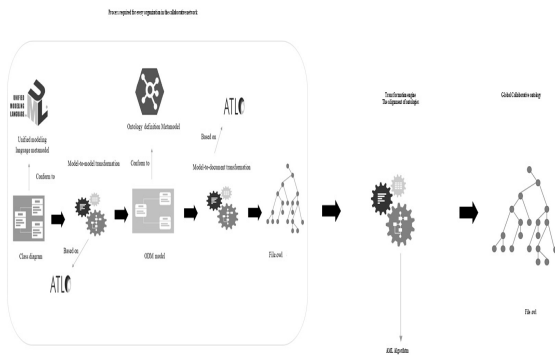 Process required for every organization in the collaborative network
UNIFIED
MODELING
LANGUAGE
UML
Unified modeling
language metamodel
Conform to
Class diagram
Model-to-model transformation
Based on
ATL
Ontology definition Metamodel
Conform to
ODM model
ATL
Based on
Model-to-document transformation
File.owl
Transformation engine
The alignment of ontologies
AML Algorithm
Global Collaborative ontology
File.owl